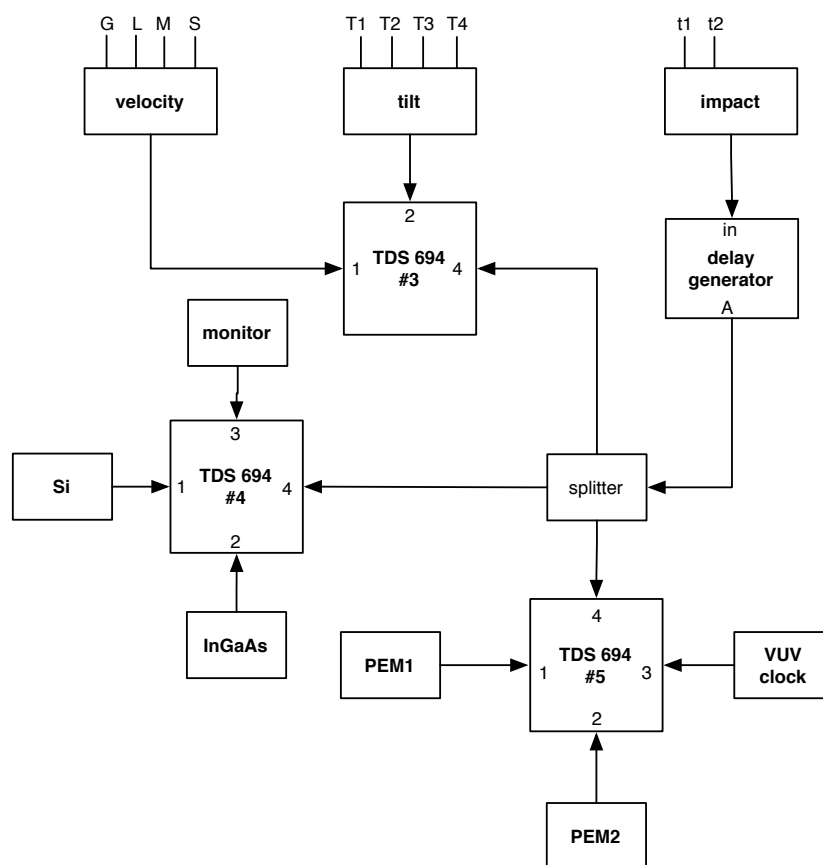 G L M S
T1 T2 T3 T4
t1 t2
velocity
tilt
impact
2
TDS 694
#3
1
4
in
delay
generator
A
monitor
3
TDS 694
#4
1
4
2
Si
splitter
InGaAs
4
TDS 694
#5
1
3
2
PEM1
VUV
clock
PEM2